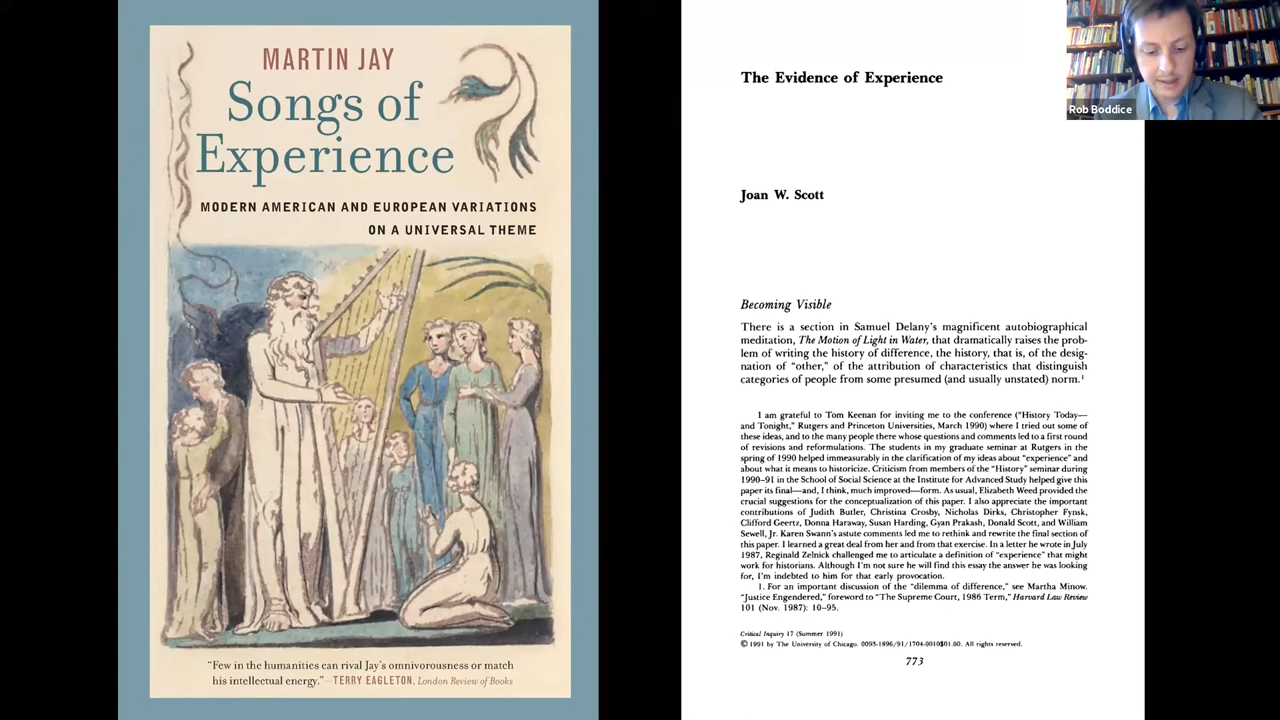 MARTIN JAY
Songs of
Experience
MODERN AMERICAN AND EUROPEAN VARIATIONS
ON A UNIVERSAL THEME
“Few in the humanities can rival Jay’s omnivorousness or match
his intellectual energy.”—TERRY EAGLETON, London Review of Books
The Evidence of Experience
Joan W. Scott
Becoming Visible
There is a section in Samuel Delany’s magnificent autobiographical
meditation, The Motion of Light in Water, that dramatically raises the prob-
lem of writing the history of difference, the history, that is, of the desig-
nation of “other,” of the attribution of characteristics that distinguish
categories of people from some presumed (and usually unstated) norm.¹
I am grateful to Tom Keenan for inviting me to the conference (“History Today—
and Tonight,” Rutgers and Princeton Universities, March 1990) where I tried out some of
these ideas, and to the many people there whose questions and comments led to a first round
of revisions and reformulations. The students in my graduate seminar at Rutgers in the
spring of 1990 helped immeasurably in the clarification of my ideas about “experience” and
about what it means to historicize. Criticism from members of the “History” seminar during
1990–91 in the School of Social Science at the Institute for Advanced Study helped give this
paper its final—and, I think, much improved—form. As usual, Elizabeth Weed provided the
crucial suggestions for the conceptualization of this paper. I also appreciate the important
contributions of Judith Butler, Christina Crosby, Nicholas Dirks, Christopher Fynsk,
Clifford Geertz, Donna Haraway, Susan Harding, Gyan Prakash, Donald Scott, and William
Sewell, Jr. Karen Swann’s astute comments led me to rethink and rewrite the final section of
this paper. I learned a great deal from her and from that exercise. In a letter he wrote in July
1987, Reginald Zelnick challenged me to articulate a definition of “experience” that might
work for historians. Although I’m not sure he will find this essay the answer he was looking
for, I’m indebted to him for that early provocation.
1. For an important discussion of the “dilemma of difference,” see Martha Minow,
“Justice Engendered,” foreword to “The Supreme Court, 1986 Term,” Harvard Law Review
101 (Nov. 1987): 10–95.
Critical Inquiry 17 (Summer 1991)
© 1991 by The University of Chicago. 0093-1896/91/1704-0010$01.00. All rights reserved.
773
Rob Boddice